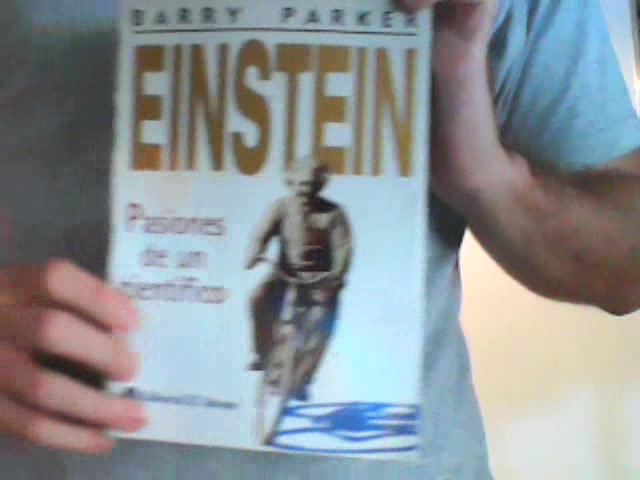 BARRY PARKER
EINSTEIN
Pasiones
de un
científico